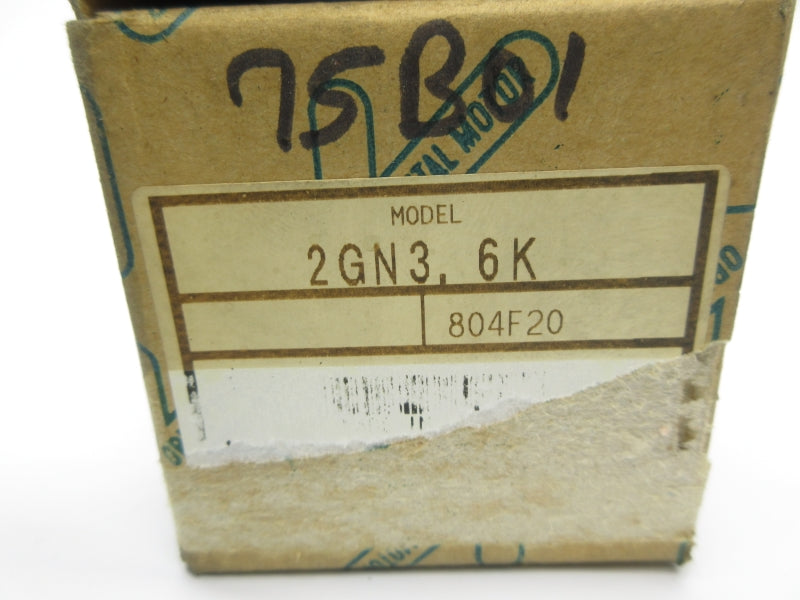 75B01
TAL MOTOR
MODEL
2GN3.6K
804F20